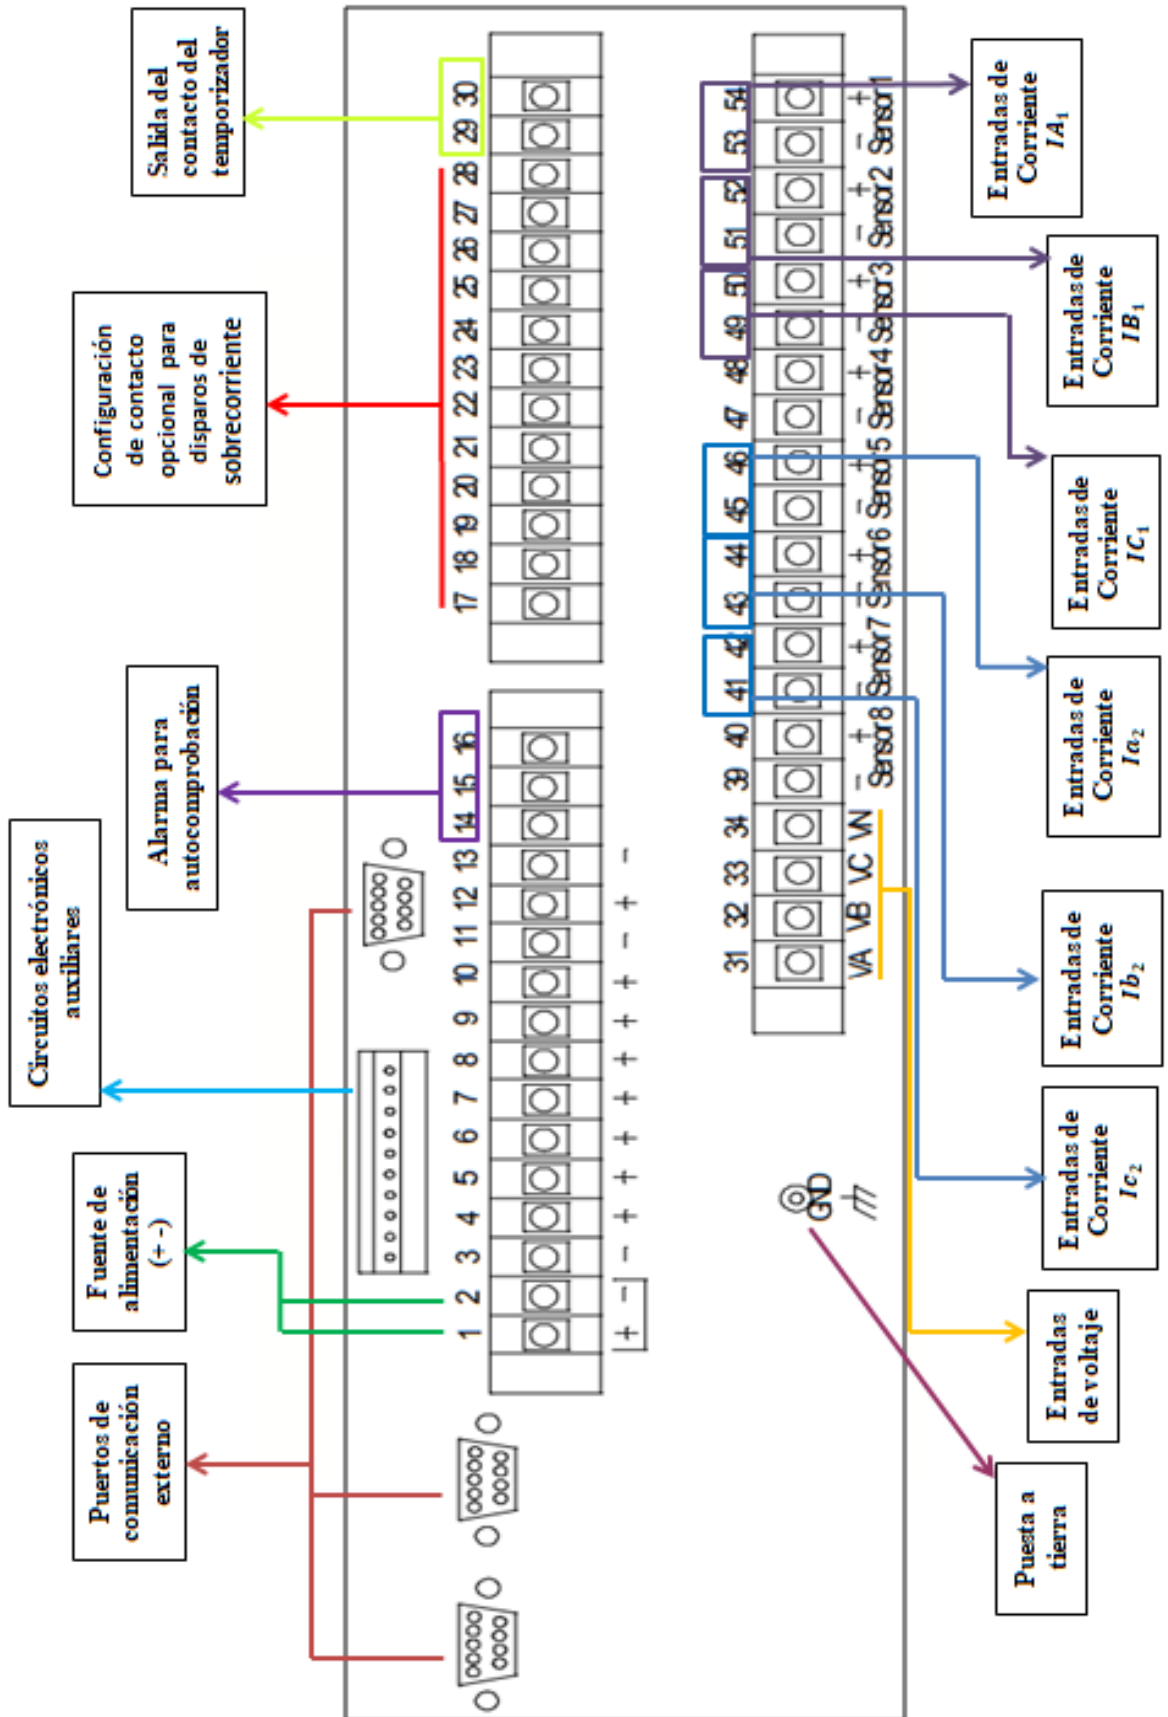 Puertos de
comunicación
externo
Fuente de
alimentación
(+ -)
Circuitos electrónicos
auxiliares
Alarma para
autocomprobación
Configuración
de contacto
opcional para
disparos de
sobrecorriente
Salida del
contacto del
temporizador
1 2 3 4 5 6 7 8 9 10 11 12 13 14 15 16
17 18 19 20 21 22 23 24 25 26 27 28 29 30
+ - - + + + + + + + - + -
31 32 33 34 39 40 41 42 43 44 45 46 47 48 49 50 51 52 53 54
VA VB VC VN - + - + - + - + - + - + - + - +
Sensor8 Sensor7 Sensor6 Sensor5 Sensor4 Sensor3 Sensor2 Sensor1
GND
Puesta a
tierra
Entradas
de voltaje
Entradas de
Corriente
Ic₂
Entradas de
Corriente
Ib₂
Entradas de
Corriente
Ia₂
Entradas de
Corriente
IC₁
Entradas de
Corriente
IB₁
Entradas de
Corriente
IA₁